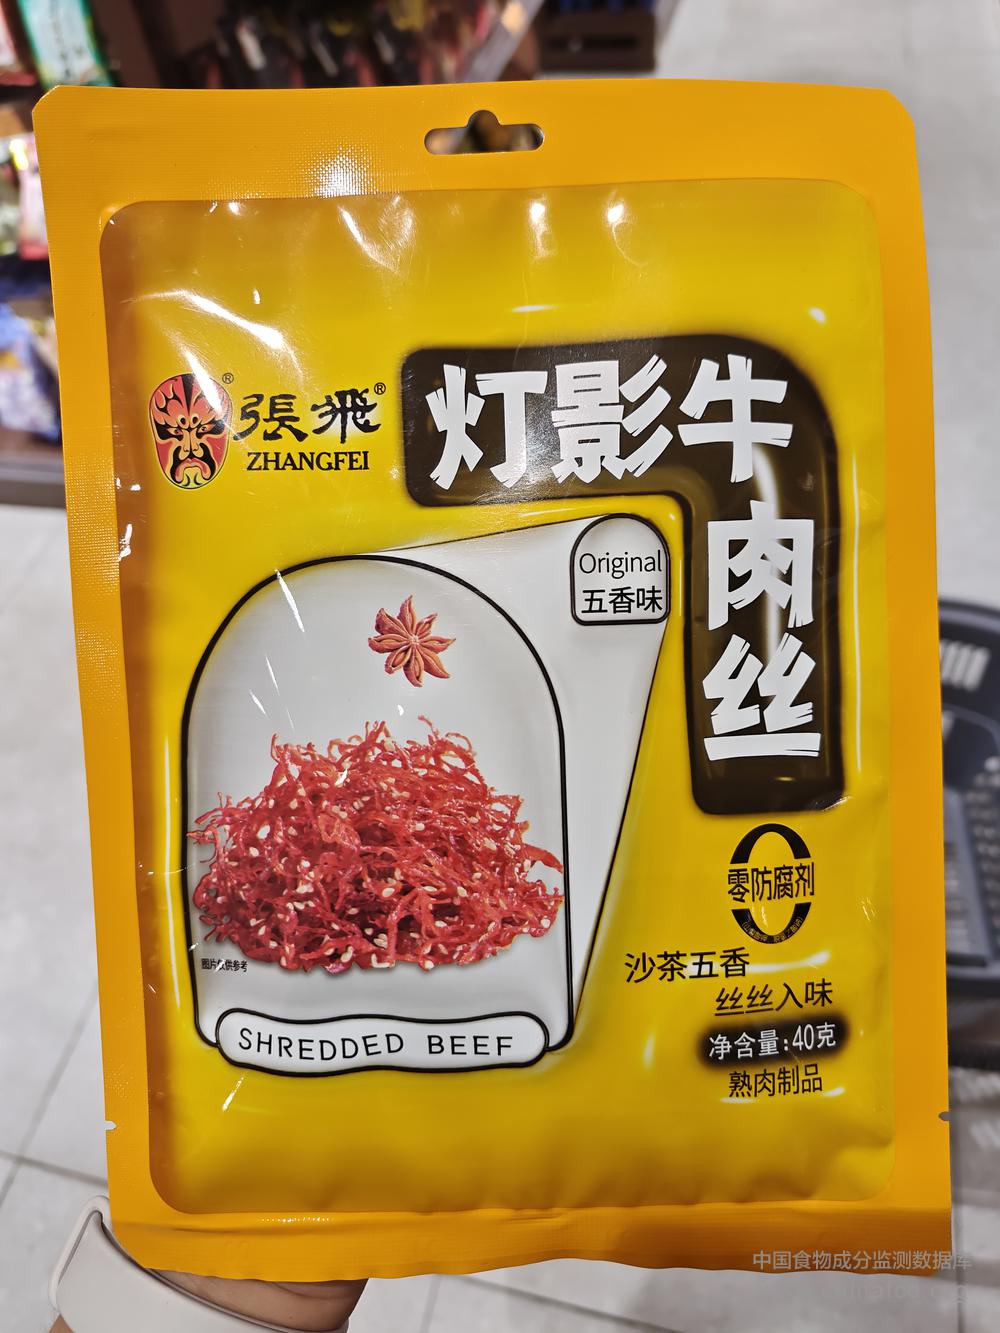 張飛®
ZHANGFEI
®
灯影牛
肉
丝
Original
五香味
图片仅供参考
SHREDDED BEEF
零防腐剂
沙茶五香
丝丝入味
净含量:40克
熟肉制品
中国食物成分监测数据库